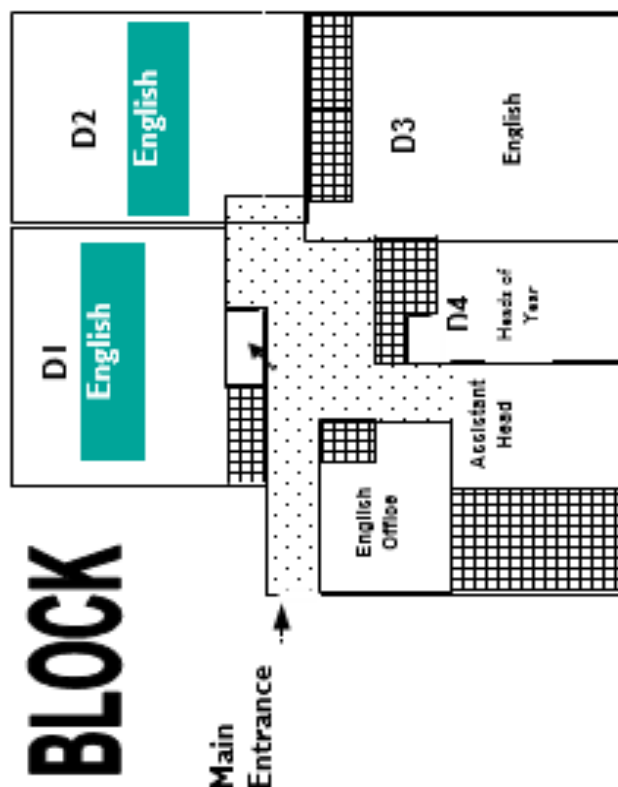 BLOCK
D1
English
D2
English
D3
English
D4
Heads of
Year
Assistant
Head
English
Office
Main
Entrance